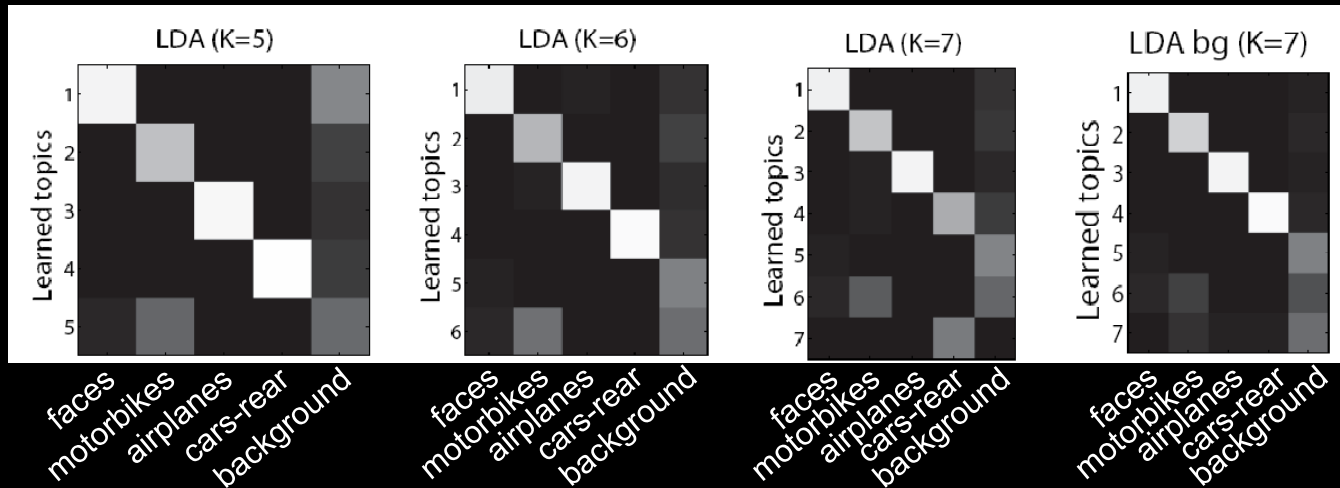 LDA (K=5)
Learned topics
1
2
3
4
5
faces
motorbikes
airplanes
cars-rear
background
LDA (K=6)
Learned topics
1
2
3
4
5
6
faces
motorbikes
airplanes
cars-rear
background
LDA (K=7)
Learned topics
1
2
3
4
5
6
7
faces
motorbikes
airplanes
cars-rear
background
LDA bg (K=7)
Learned topics
1
2
3
4
5
6
7
faces
motorbikes
airplanes
cars-rear
background